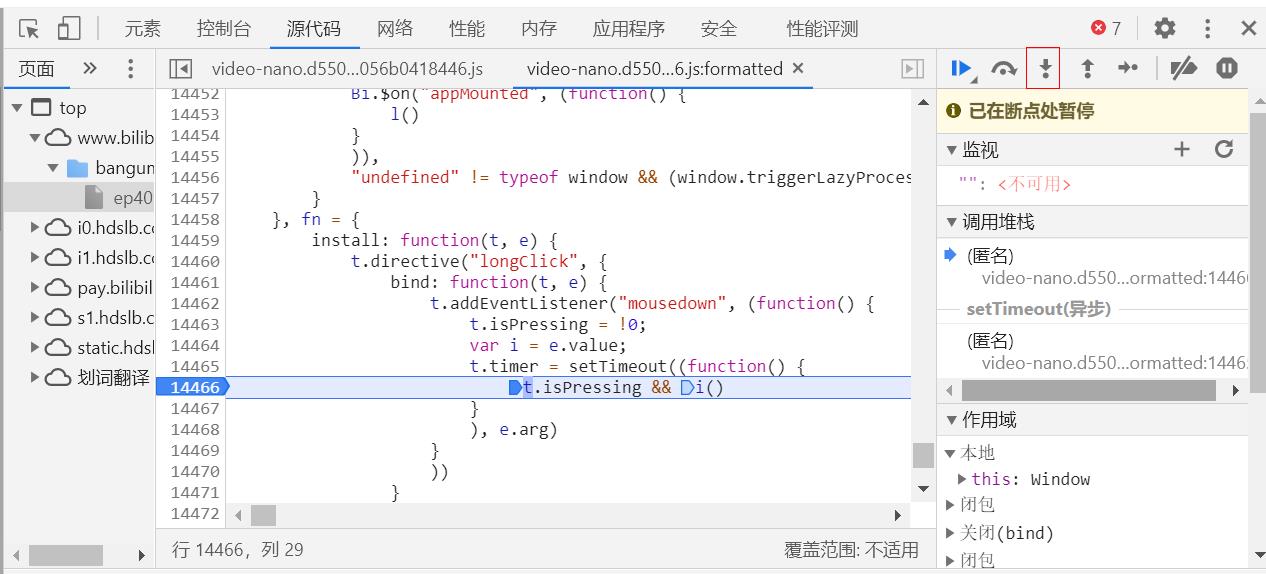 元素 控制台 源代码 网络 性能 内存 应用程序 安全 性能评测 7
页面 video-nano.d550...056b0418446.js video-nano.d550...6.js:formatted
top
www.bilib
bangum
ep40
i0.hdslb.cc
i1.hdslb.cc
pay.bilibil
s1.hdslb.c
static.hdsl
划词翻译
14452 Bi.$on("appMounted", (function() {
14453 l()
14454 }
14455 )),
14456 "undefined" != typeof window && (window.triggerLazyProces
14457 }
14458 }, fn = {
14459 install: function(t, e) {
14460 t.directive("longClick", {
14461 bind: function(t, e) {
14462 t.addEventListener("mousedown", (function() {
14463 t.isPressing = !0;
14464 var i = e.value;
14465 t.timer = setTimeout((function() {
14466 t.isPressing && i()
14467 }
14468 ), e.arg)
14469 }
14470 ))
14471 }
14472
行 14466，列 29 覆盖范围: 不适用
已在断点处暂停
监视
"": <不可用>
调用堆栈
(匿名)
video-nano.d550...ormatted:1446
setTimeout(异步)
(匿名)
video-nano.d550...ormatted:1446
作用域
本地
this: Window
闭包
关闭(bind)
闭包